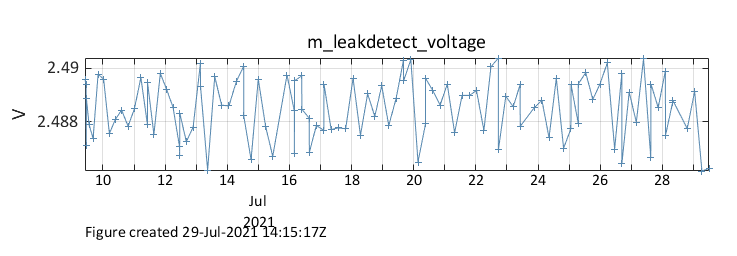 m_leakdetect_voltage
2.49
2.488
V
10 12 14 16 18 20 22 24 26 28
Jul
2021
Figure created 29-Jul-2021 14:15:17Z